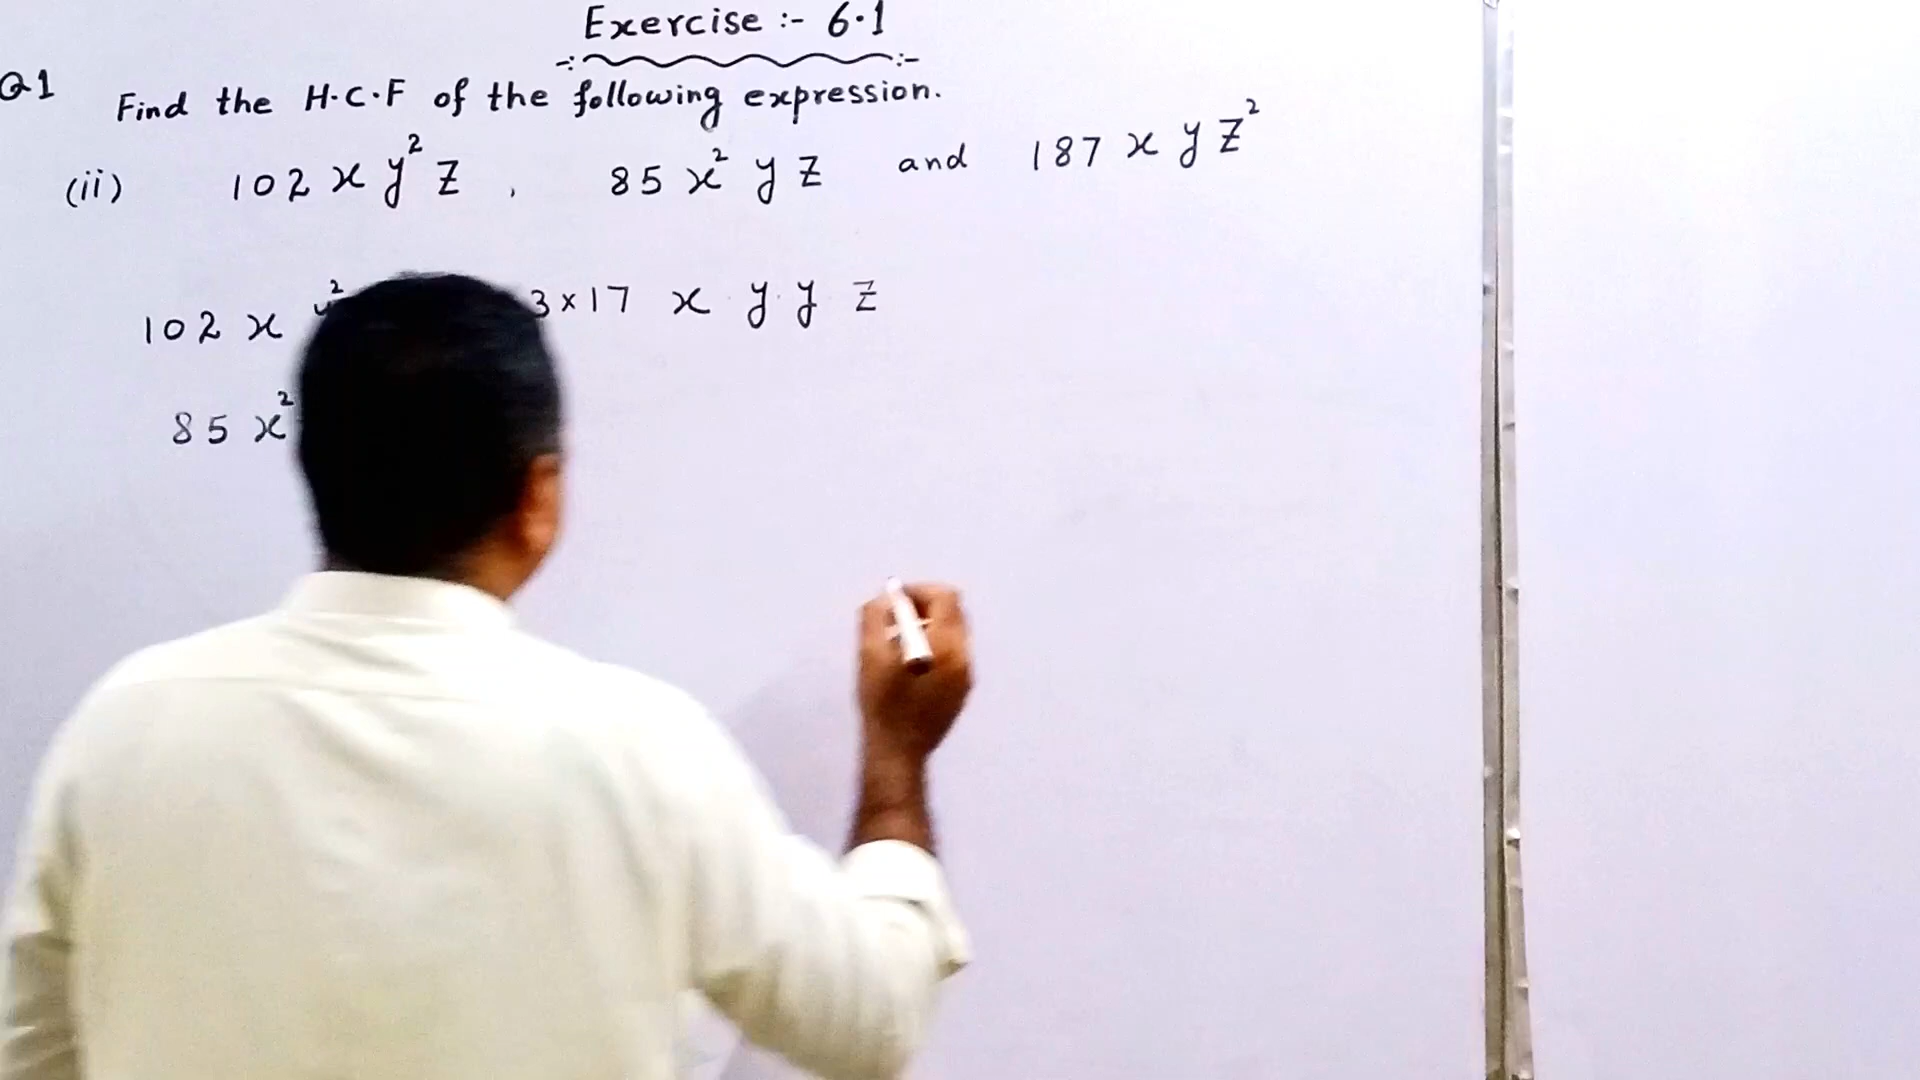 Exercise :- 6.1
Q1 Find the H.C.F of the following expression.
(ii) 102 x y² z , 85 x² y z and 187 x y z²
102 x y² 3 × 17 x y y z
85 x²